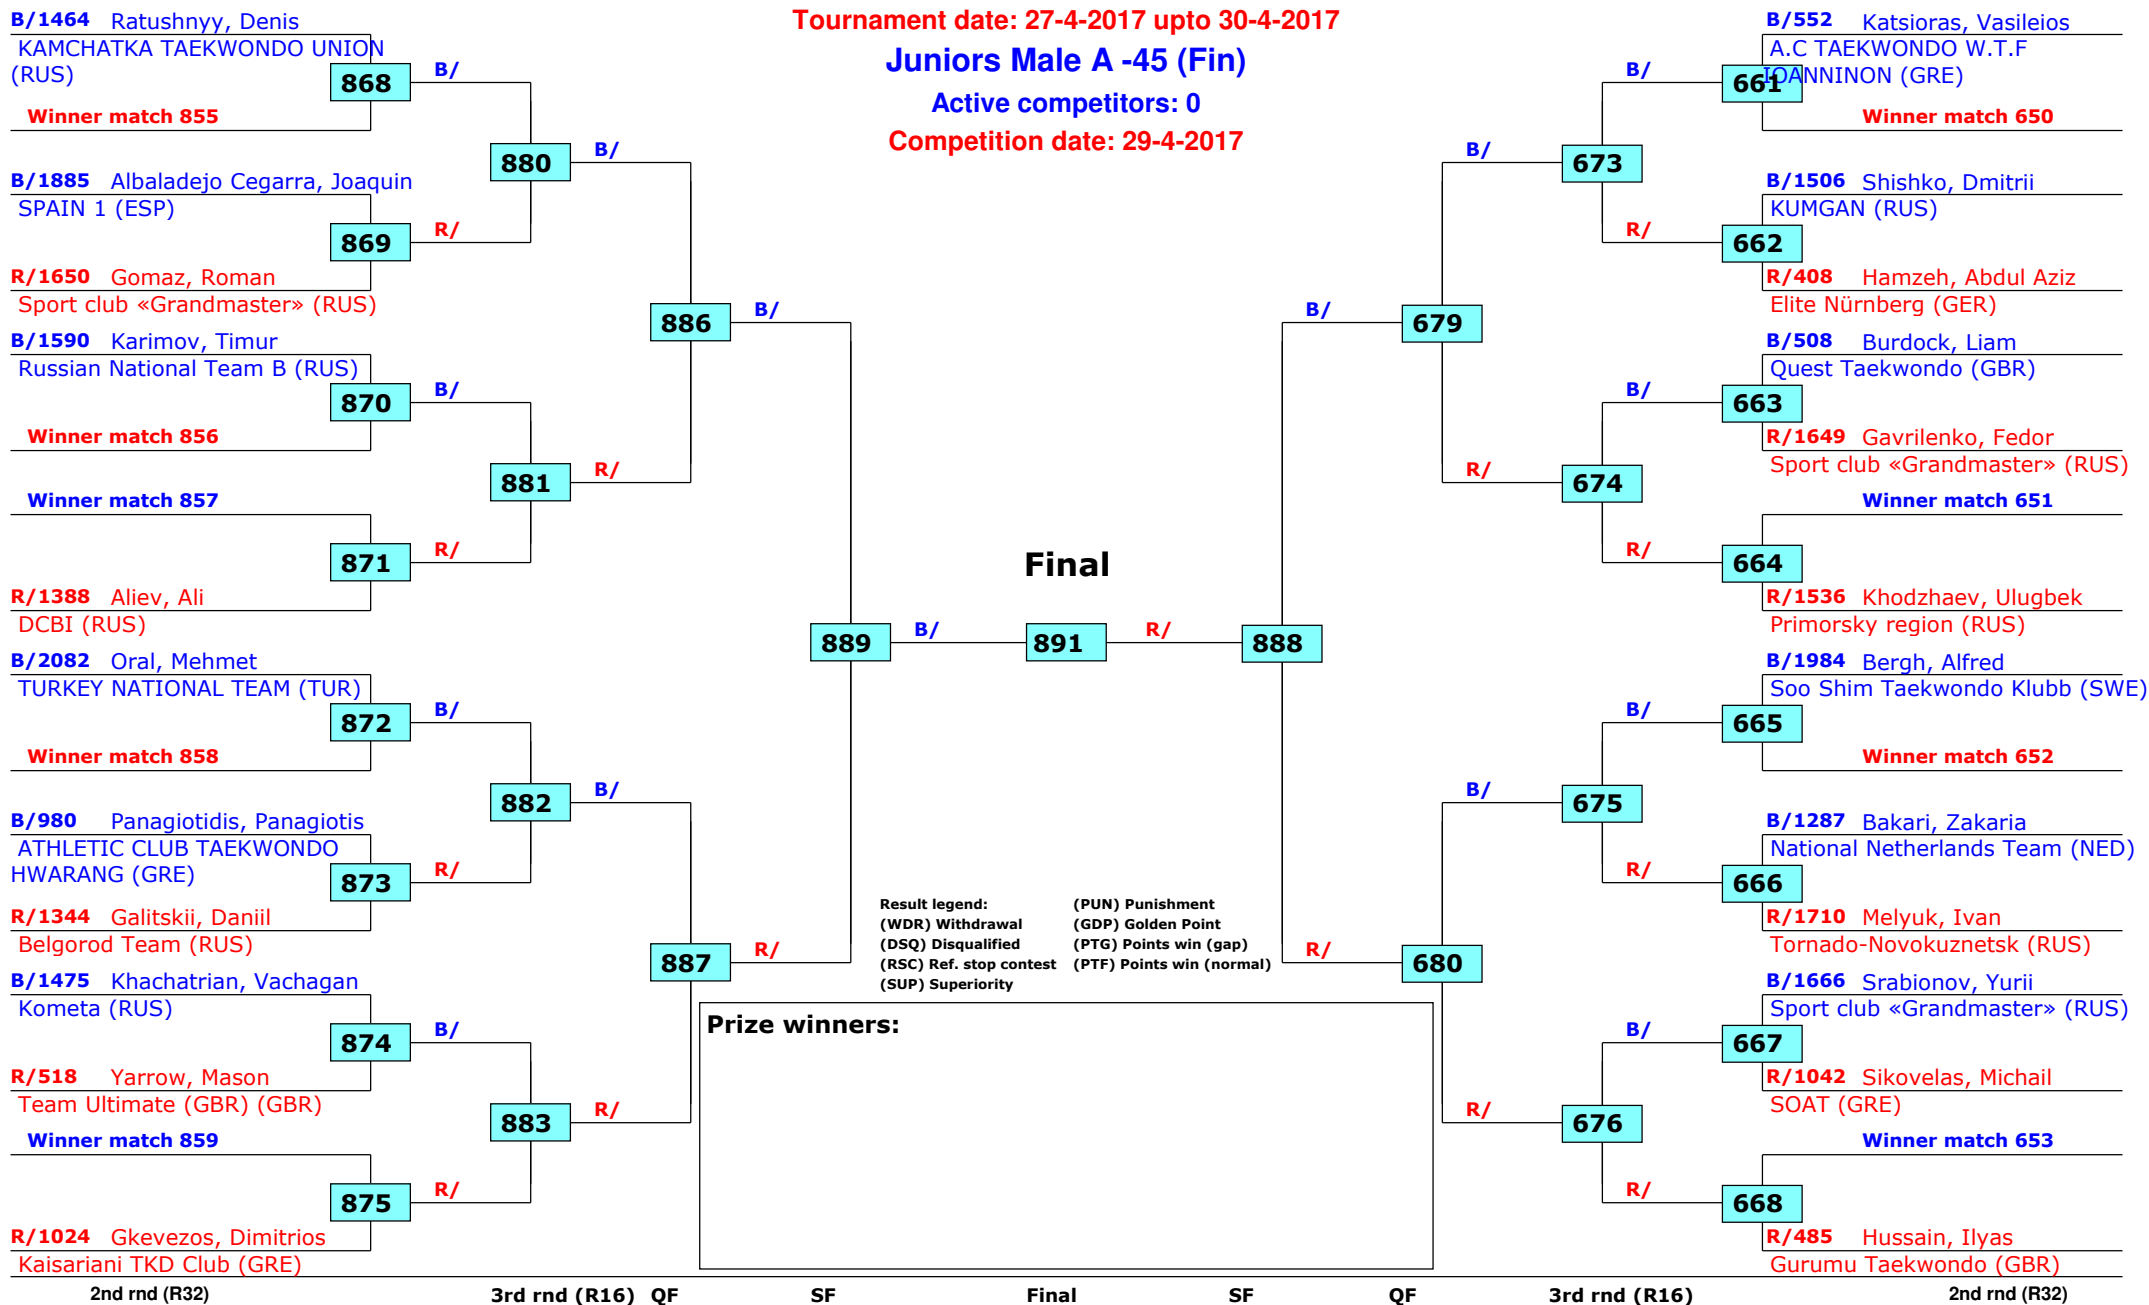 Tournament date: 27-4-2017 upto 30-4-2017
Juniors Male A -45 (Fin)
Active competitors: 0
Competition date: 29-4-2017
B/1464 Ratushnyy, Denis
KAMCHATKA TAEKWONDO UNION
(RUS)
868
B/
Winner match 855
880
B/
B/1885 Albaladejo Cegarra, Joaquin
SPAIN 1 (ESP)
869
R/
R/1650 Gomaz, Roman
Sport club «Grandmaster» (RUS)
886
B/
B/1590 Karimov, Timur
Russian National Team B (RUS)
870
B/
Winner match 856
881
R/
Winner match 857
871
R/
R/1388 Aliev, Ali
DCBI (RUS)
889
B/
B/2082 Oral, Mehmet
TURKEY NATIONAL TEAM (TUR)
872
B/
Winner match 858
882
B/
B/980 Panagiotidis, Panagiotis
ATHLETIC CLUB TAEKWONDO
HWARANG (GRE)
873
R/
R/1344 Galitskii, Daniil
Belgorod Team (RUS)
887
R/
B/1475 Khachatrian, Vachagan
Kometa (RUS)
874
B/
R/518 Yarrow, Mason
Team Ultimate (GBR) (GBR)
883
R/
Winner match 859
875
R/
R/1024 Gkevezos, Dimitrios
Kaisariani TKD Club (GRE)
Final
891
R/
888
B/552 Katsioras, Vasileios
A.C TAEKWONDO W.T.F
IOANNINON (GRE)
B/
661
Winner match 650
B/
673
B/1506 Shishko, Dmitrii
KUMGAN (RUS)
R/
662
R/408 Hamzeh, Abdul Aziz
Elite Nürnberg (GER)
B/
679
B/508 Burdock, Liam
Quest Taekwondo (GBR)
B/
663
R/1649 Gavrilenko, Fedor
Sport club «Grandmaster» (RUS)
R/
674
Winner match 651
R/
664
R/1536 Khodzhaev, Ulugbek
Primorsky region (RUS)
B/1984 Bergh, Alfred
Soo Shim Taekwondo Klubb (SWE)
B/
665
Winner match 652
B/
675
B/1287 Bakari, Zakaria
National Netherlands Team (NED)
R/
666
R/1710 Melyuk, Ivan
Tornado-Novokuznetsk (RUS)
R/
680
B/1666 Srabionov, Yurii
Sport club «Grandmaster» (RUS)
B/
667
R/1042 Sikovelas, Michail
SOAT (GRE)
R/
676
Winner match 653
R/
668
R/485 Hussain, Ilyas
Gurumu Taekwondo (GBR)
Result legend: (PUN) Punishment
(WDR) Withdrawal (GDP) Golden Point
(DSQ) Disqualified (PTG) Points win (gap)
(RSC) Ref. stop contest (PTF) Points win (normal)
(SUP) Superiority
Prize winners:
2nd rnd (R32) 3rd rnd (R16) QF SF Final SF QF 3rd rnd (R16) 2nd rnd (R32)